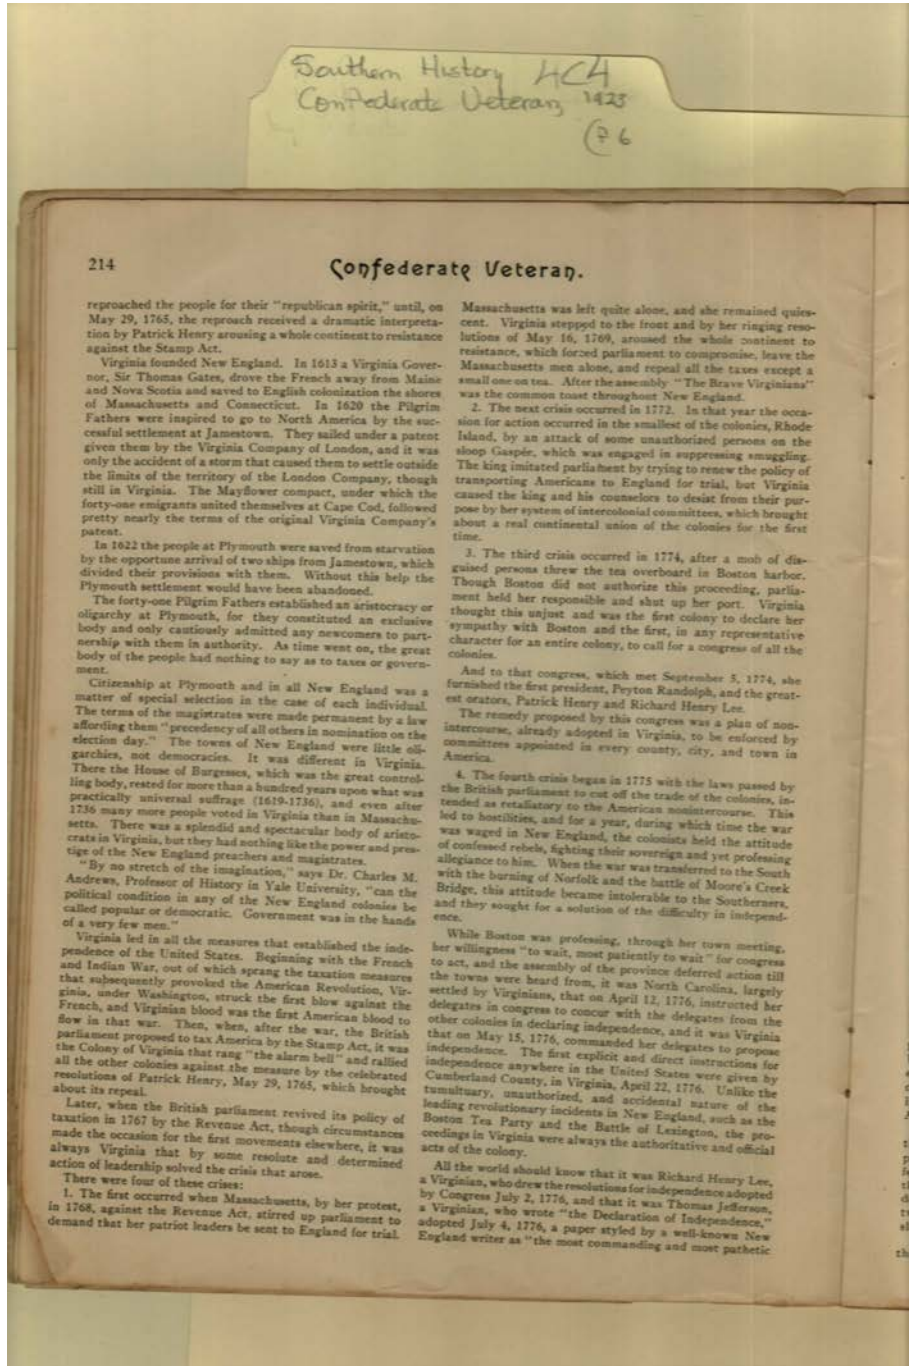 Southern History 4C4
Confederate Veteran, 1923
(P 6
214
Confederate Veteran.
reproached the people for their "republican spirit," until, on
May 29, 1765, the reproach received a dramatic interpreta-
tion by Patrick Henry arousing a whole continent to resistance
against the Stamp Act.
Virginia founded New England. In 1613 a Virginia Gover-
nor, Sir Thomas Gates, drove the French away from Maine
and Nova Scotia and saved to English colonization the shores
of Massachusetts and Connecticut. In 1620 the Pilgrim
Fathers were inspired to go to North America by the suc-
cessful settlement at Jamestown. They sailed under a patent
given them by the Virginia Company of London, and it was
only the accident of a storm that caused them to settle outside
the limits of the territory of the London Company, though
still in Virginia. The Mayflower compact, under which the
forty-one emigrants united themselves at Cape Cod, followed
pretty nearly the terms of the original Virginia Company's
patent.
In 1622 the people at Plymouth were saved from starvation
by the opportune arrival of two ships from Jamestown, which
divided their provisions with them. Without this help the
Plymouth settlement would have been abandoned.
The forty-one Pilgrim Fathers established an aristocracy or
oligarchy at Plymouth, for they constituted an exclusive
body and only cautiously admitted any newcomers to part-
nership with them in authority. As time went on, the great
body of the people had nothing to say as to taxes or govern-
ment.
Citizenship at Plymouth and in all New England was a
matter of special selection in the case of each individual.
The terms of the magistrates were made permanent by a law
affording them "precedency of all others in nomination on the
election day." The towns of New England were little oli-
garchies, not democracies. It was different in Virginia.
There the House of Burgesses, which was the great control-
ling body, rested for more than a hundred years upon what was
practically universal suffrage (1619-1736), and even after
1736 many more people voted in Virginia than in Massachu-
setts. There was a splendid and spectacular body of aristo-
crats in Virginia, but they had nothing like the power and pres-
tige of the New England preachers and magistrates.
"By no stretch of the imagination," says Dr. Charles M.
Andrews, Professor of History in Yale University, "can the
political condition in any of the New England colonies be
called popular or democratic. Government was in the hands
of a very few men."
Virginia led in all the measures that established the inde-
pendence of the United States. Beginning with the French
and Indian War, out of which sprang the taxation measures
that subsequently provoked the American Revolution, Vir-
ginia, under Washington, struck the first blow against the
French, and Virginian blood was the first American blood to
flow in that war. Then, when, after the war, the British
parliament proposed to tax America by the Stamp Act, it was
the Colony of Virginia that rang "the alarm bell" and rallied
all the other colonies against the measure by the celebrated
resolutions of Patrick Henry, May 29, 1765, which brought
about its repeal.
Later, when the British parliament revived its policy of
taxation in 1767 by the Revenue Act, though circumstances
made the occasion for the first movements elsewhere, it was
always Virginia that by some resolute and determined
action of leadership solved the crisis that arose.
There were four of these crises:
1. The first occurred when Massachusetts, by her protest,
in 1768, against the Revenue Act, stirred up parliament to
demand that her patriot leaders be sent to England for trial.
Massachusetts was left quite alone, and she remained quies-
cent. Virginia stepped to the front and by her ringing reso-
lutions of May 16, 1769, aroused the whole continent to
resistance, which forced parliament to compromise, leave the
Massachusetts men alone, and repeal all the taxes except a
small one on tea. After the assembly "The Brave Virginians"
was the common toast throughout New England.
2. The next crisis occurred in 1772. In that year the occa-
sion for action occurred in the smallest of the colonies, Rhode
Island, by an attack of some unauthorized persons on the
sloop Gaspér, which was engaged in suppressing smuggling.
The king imitated parliament by trying to renew the policy of
transporting Americans to England for trial, but Virginia
caused the king and his counselors to desist from their pur-
pose by her system of intercolonial committees, which brought
about a real continental union of the colonies for the first
time.
3. The third crisis occurred in 1774, after a mob of dis-
guised persons threw the tea overboard in Boston harbor.
Though Boston did not authorize this proceeding, parlia-
ment held her responsible and shut up her port. Virginia
thought this unjust and was the first colony to declare her
sympathy with Boston and the first, in any representative
character for an entire colony, to call for a congress of all the
colonies.
And to that congress, which met September 5, 1774, she
furnished the first president, Peyton Randolph, and the great-
est orators, Patrick Henry and Richard Henry Lee.
The remedy proposed by this congress was a plan of non-
intercourse, already adopted in Virginia, to be enforced by
committees appointed in every county, city, and town in
America.
4. The fourth crisis began in 1775 with the laws passed by
the British parliament to cut off the trade of the colonies, in-
tended as retaliatory to the American nonintercourse. This
led to hostilities, and for a year, during which time the war
was waged in New England, the colonists held the attitude
of confessed rebels, fighting their sovereign and yet professing
allegiance to him. When the war was transferred to the South
with the burning of Norfolk and the battle of Moore's Creek
Bridge, this attitude became intolerable to the Southerners,
and they sought for a solution of the difficulty in independ-
ence.
While Boston was professing, through her town meeting,
her willingness "to wait, most patiently to wait" for congress
to act, and the assembly of the province deferred action till
the towns were heard from, it was North Carolina, largely
settled by Virginians, that on April 12, 1776, instructed her
delegates in congress to concur with the delegates from the
other colonies in declaring independence, and it was Virginia
that on May 15, 1776, commanded her delegates to propose
independence. The first explicit and direct instructions for
independence anywhere in the United States were given by
Cumberland County, in Virginia, April 22, 1776. Unlike the
tumultuary, unauthorized, and accidental nature of the
leading revolutionary incidents in New England, such as the
Boston Tea Party and the Battle of Lexington, the pro-
ceedings in Virginia were always the authoritative and official
acts of the colony.
All the world should know that it was Richard Henry Lee,
a Virginian, who drew the resolutions for independence adopted
by Congress July 2, 1776, and that it was Thomas Jefferson,
a Virginian, who wrote "the Declaration of Independence,"
adopted July 4, 1776, a paper styled by a well-known New
England writer as "the most commanding and most pathetic